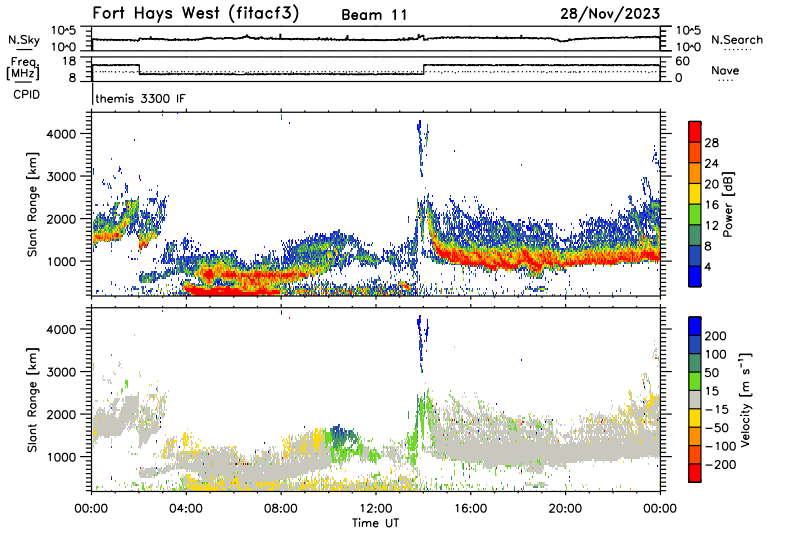 Fort Hays West (fitacf3) Beam 11 28/Nov/2023
N.Sky 10^5 10^0 10^5 10^0 N.Search
Freq. [MHz] 18 8 60 0 Nave
CPID themis 3300 IF
4000
3000
2000
1000
Slant Range [km]
28
24
20
16
12
8
4
Power [dB]
4000
3000
2000
1000
Slant Range [km]
200
100
50
15
-15
-50
-100
-200
Velocity [m s^-1]
00:00 04:00 08:00 12:00 16:00 20:00 00:00
Time UT